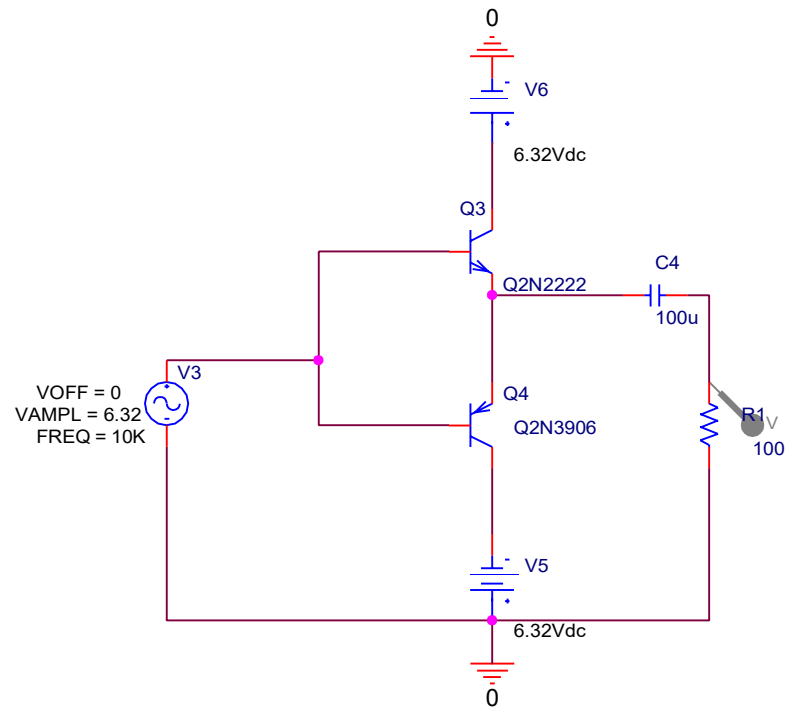 0
-
V6
+
6.32Vdc
Q3
Q2N2222
C4
100u
V3
+
-
VOFF = 0
VAMPL = 6.32
FREQ = 10K
Q4
Q2N3906
R1
V
100
-
V5
+
6.32Vdc
0